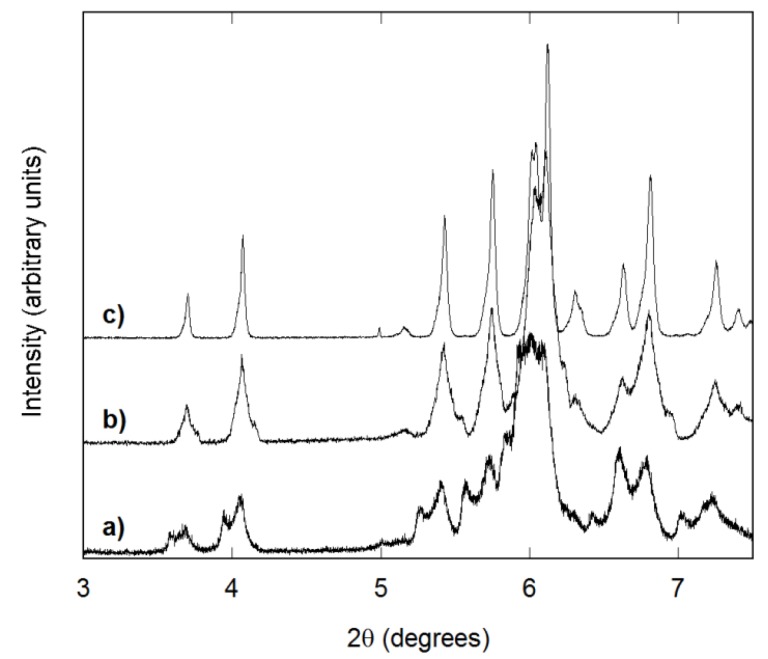 Intensity (arbitrary units)
c)
b)
a)
3 4 5 6 7
2θ (degrees)